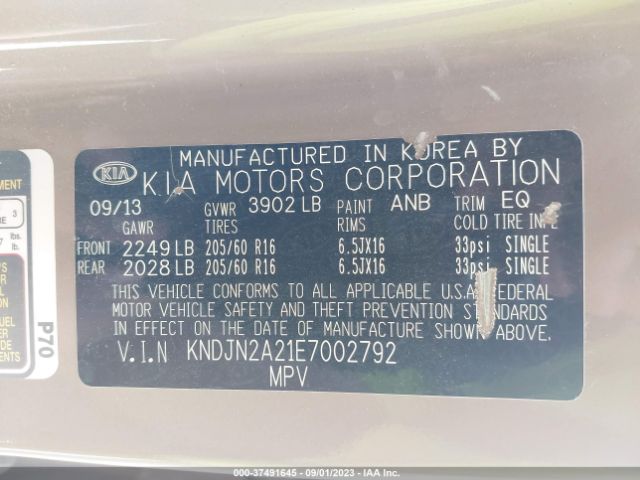 MANUFACTURED IN KOREA BY
KIA KIA MOTORS CORPORATION
09/13 GVWR 3902 LB PAINT ANB TRIM EQ
GAWR TIRES RIMS COLD TIRE
FRONT 2249 LB 205/60 R16 6.5JX16 33psi SINGLE
REAR 2028 LB 205/60 R16 6.5JX16 33psi SINGLE
THIS VEHICLE CONFORMS TO ALL APPLICABLE U.S.A FEDERAL
MOTOR VEHICLE SAFETY AND THEFT PREVENTION STANDARDS
IN EFFECT ON THE DATE OF MANUFACTURE SHOWN ABOVE.
V.I.N KNDJN2A21E7002792
MPV
P70
000-37491645 - 09/01/2023 - IAA Inc.